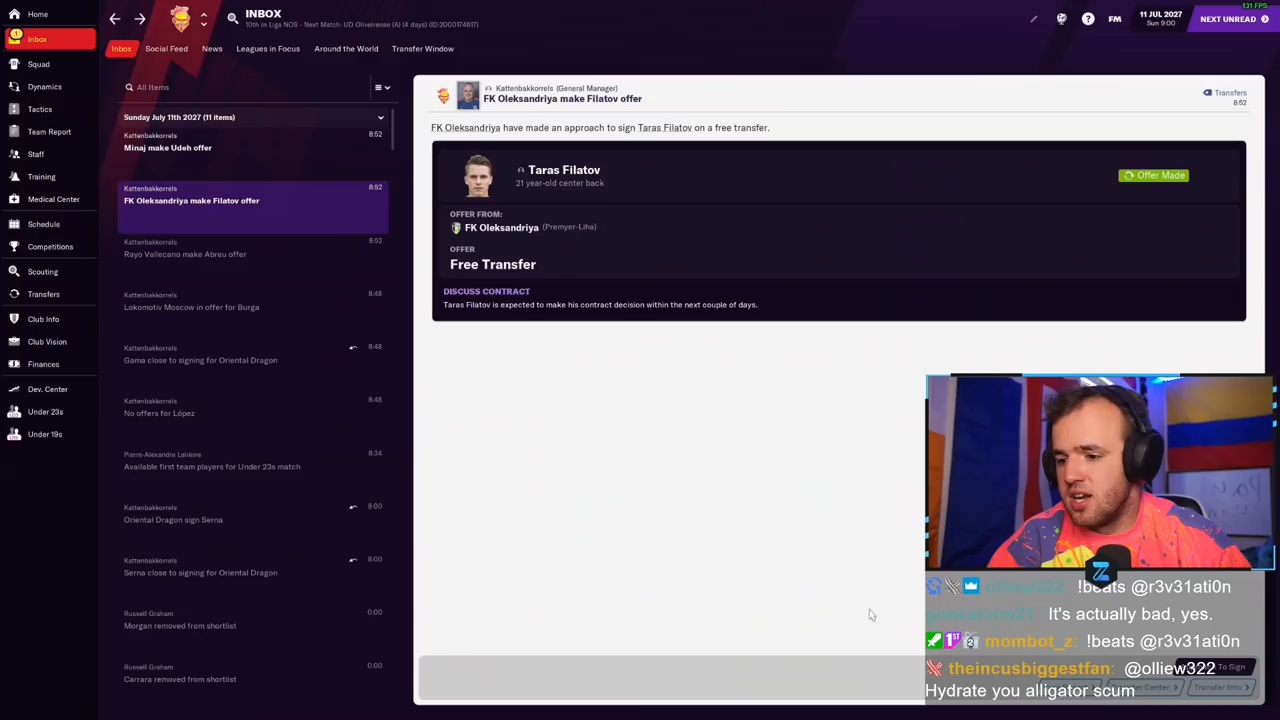 131 FPS
Home
INBOX
10th in Liga NOS - Next Match: UD Oliveirense (A) (4 days) (ID:2000174617)
FM
11 JUL 2027
Sun 9:00
NEXT UNREAD
1
Inbox
Squad
Dynamics
Tactics
Team Report
Staff
Training
Medical Center
Schedule
Competitions
Scouting
Transfers
Club Info
Club Vision
Finances
Dev. Center
Under 23s
Under 19s
Inbox
Social Feed
News
Leagues in Focus
Around the World
Transfer Window
All Items
Sunday July 11th 2027 (11 items)
Kattenbakkorrels 8:52
Minaj make Udeh offer
Kattenbakkorrels 8:52
FK Oleksandriya make Filatov offer
Kattenbakkorrels 8:52
Rayo Vallecano make Abreu offer
Kattenbakkorrels 8:48
Lokomotiv Moscow in offer for Burga
Kattenbakkorrels 8:48
Gama close to signing for Oriental Dragon
Kattenbakkorrels 8:48
No offers for López
Pierre-Alexandre Lelièvre 8:34
Available first team players for Under 23s match
Kattenbakkorrels 8:00
Oriental Dragon sign Serna
Kattenbakkorrels 8:00
Serna close to signing for Oriental Dragon
Russell Graham 0:00
Morgan removed from shortlist
Russell Graham 0:00
Carrara removed from shortlist
Kattenbakkorrels (General Manager)
FK Oleksandriya make Filatov offer
Transfers
8:52
FK Oleksandriya have made an approach to sign Taras Filatov on a free transfer.
Taras Filatov
21 year-old center back
Offer Made
OFFER FROM:
FK Oleksandriya (Premyer-Liha)
OFFER
Free Transfer
DISCUSS CONTRACT
Taras Filatov is expected to make his contract decision within the next couple of days.
olliew322 !beats @r3v31ati0n
It's actually bad, yes.
mombot_z: !beats @r3v31ati0n
theincusbiggestfan: @olliew322
Hydrate you alligator scum
To Sign
Center
Transfer Info